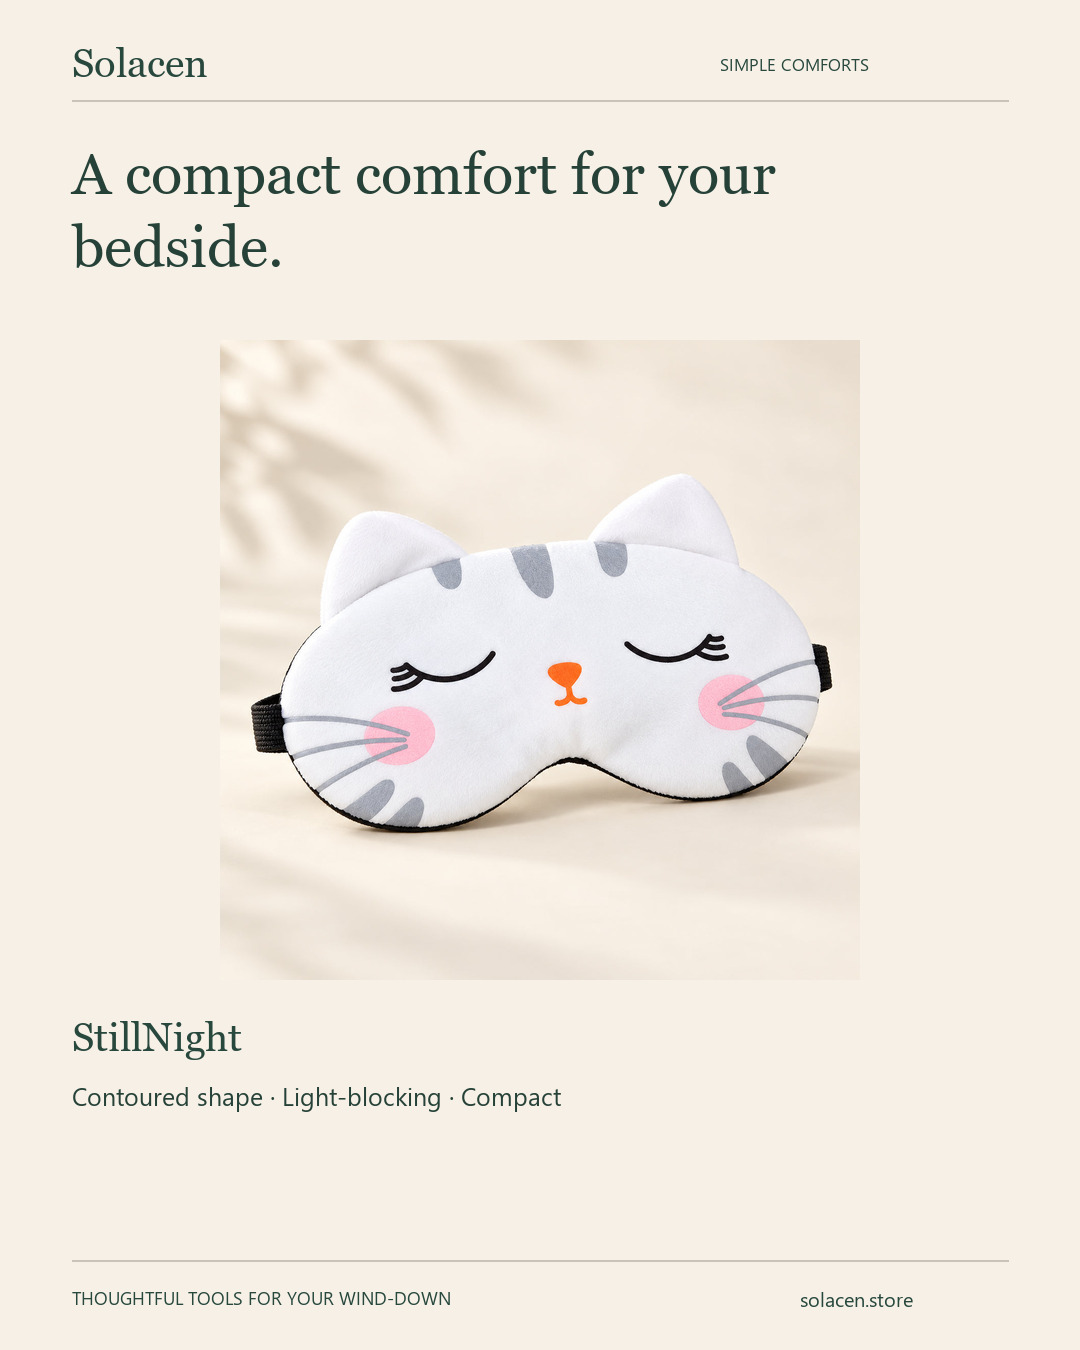 Solacen
SIMPLE COMFORTS
A compact comfort for your
bedside.
StillNight
Contoured shape · Light-blocking · Compact
THOUGHTFUL TOOLS FOR YOUR WIND-DOWN
solacen.store